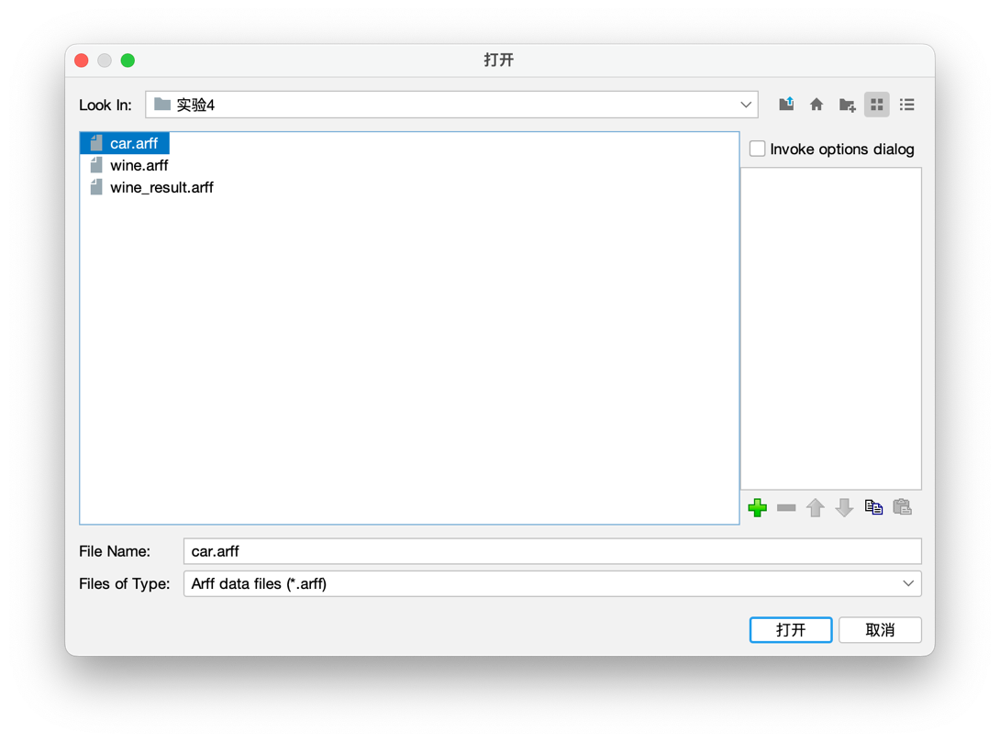 打开
Look In: 实验4
car.arff
wine.arff
wine_result.arff
Invoke options dialog
File Name: car.arff
Files of Type: Arff data files (*.arff)
打开 取消